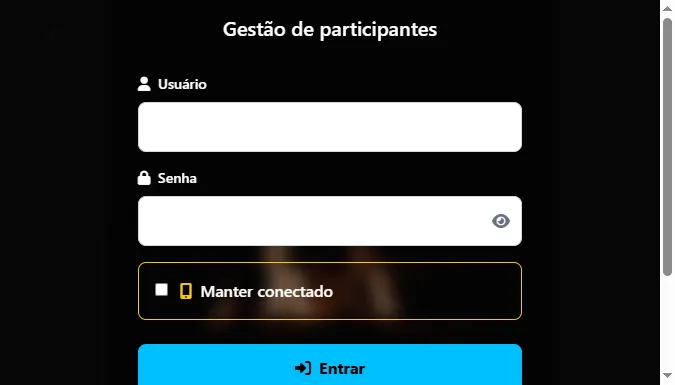 Gestão de participantes
Usuário
Senha
Manter conectado
Entrar